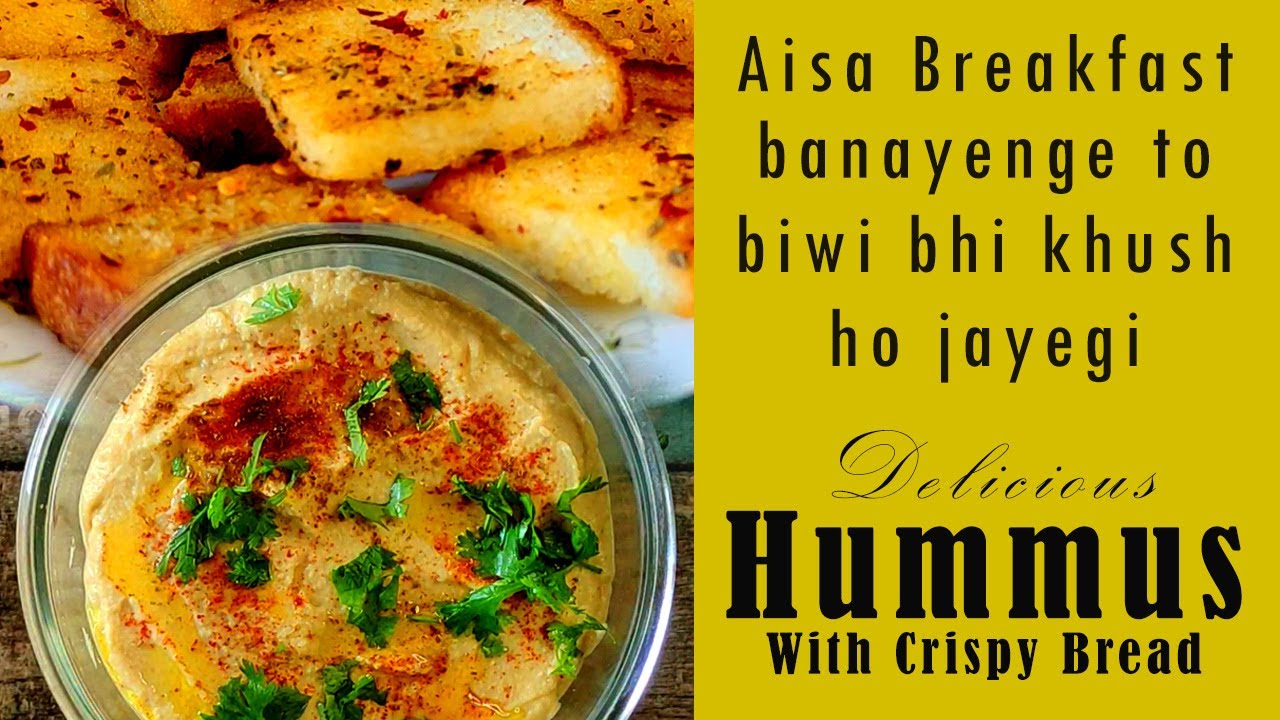 Aisa Breakfast
banayenge to
biwi bhi khush
ho jayegi
Delicious
Hummus
With Crispy Bread